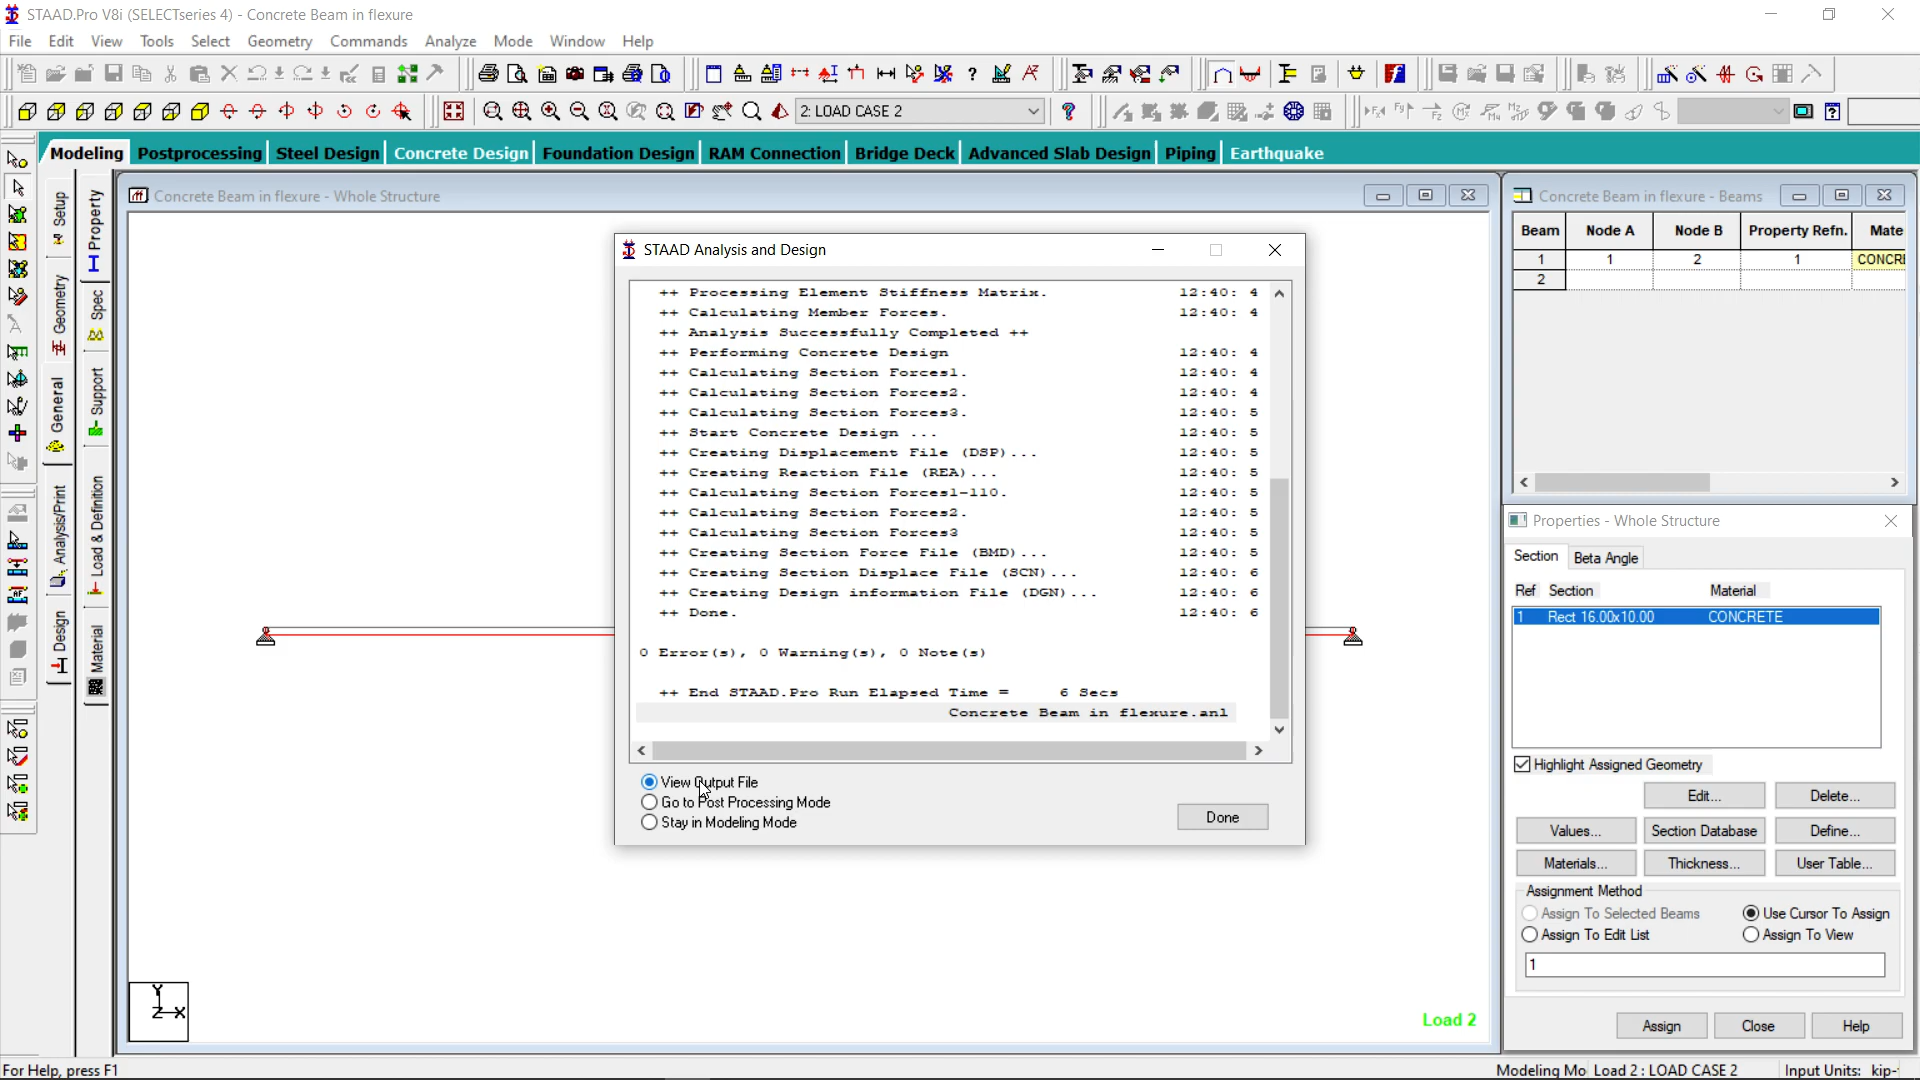 STAAD.Pro V8i (SELECTseries 4) - Concrete Beam in flexure
File Edit View Tools Select Geometry Commands Analyze Mode Window Help
2: LOAD CASE 2
Modeling Postprocessing Steel Design Concrete Design Foundation Design RAM Connection Bridge Deck Advanced Slab Design Piping Earthquake
Setup
Geometry
General
Analysis/Print
Design
Property
Spec
Support
Load & Definition
Material
Concrete Beam in flexure - Whole Structure
STAAD Analysis and Design
++ Processing Element Stiffness Matrix. 12:40: 4
++ Calculating Member Forces. 12:40: 4
++ Analysis Successfully Completed ++
++ Performing Concrete Design 12:40: 4
++ Calculating Section Forces1. 12:40: 4
++ Calculating Section Forces2. 12:40: 4
++ Calculating Section Forces3. 12:40: 5
++ Start Concrete Design ... 12:40: 5
++ Creating Displacement File (DSP)... 12:40: 5
++ Creating Reaction File (REA)... 12:40: 5
++ Calculating Section Forces1-110. 12:40: 5
++ Calculating Section Forces2. 12:40: 5
++ Calculating Section Forces3 12:40: 5
++ Creating Section Force File (BMD)... 12:40: 5
++ Creating Section Displace File (SCN)... 12:40: 6
++ Creating Design information File (DGN)... 12:40: 6
++ Done. 12:40: 6
0 Error(s), 0 Warning(s), 0 Note(s)
++ End STAAD.Pro Run Elapsed Time = 6 Secs
Concrete Beam in flexure.anl
View Output File
Go to Post Processing Mode
Stay in Modeling Mode
Done
Y
Z X
Load 2
Concrete Beam in flexure - Beams
Beam Node A Node B Property Refn. Mate
1 1 2 1 CONCRE
2
Properties - Whole Structure
Section Beta Angle
Ref Section Material
1 Rect 16.00x10.00 CONCRETE
Highlight Assigned Geometry
Edit... Delete...
Values... Section Database Define...
Materials... Thickness... User Table...
Assignment Method
Assign To Selected Beams Use Cursor To Assign
Assign To Edit List Assign To View
1
Assign Close Help
For Help, press F1 Modeling Mo Load 2 : LOAD CASE 2 Input Units: kip-